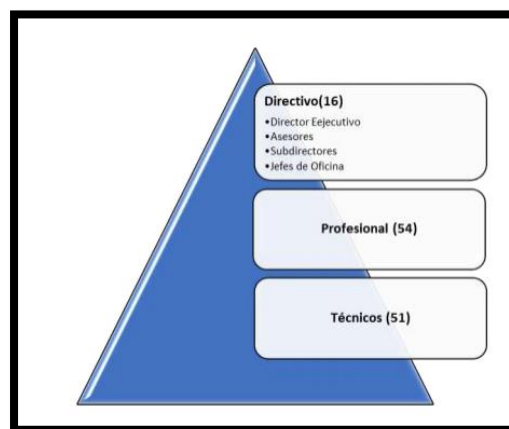 Directivo(16)
•Director Eejecutivo
•Asesores
•Subdirectores
•Jefes de Oficina
Profesional (54)
Técnicos (51)